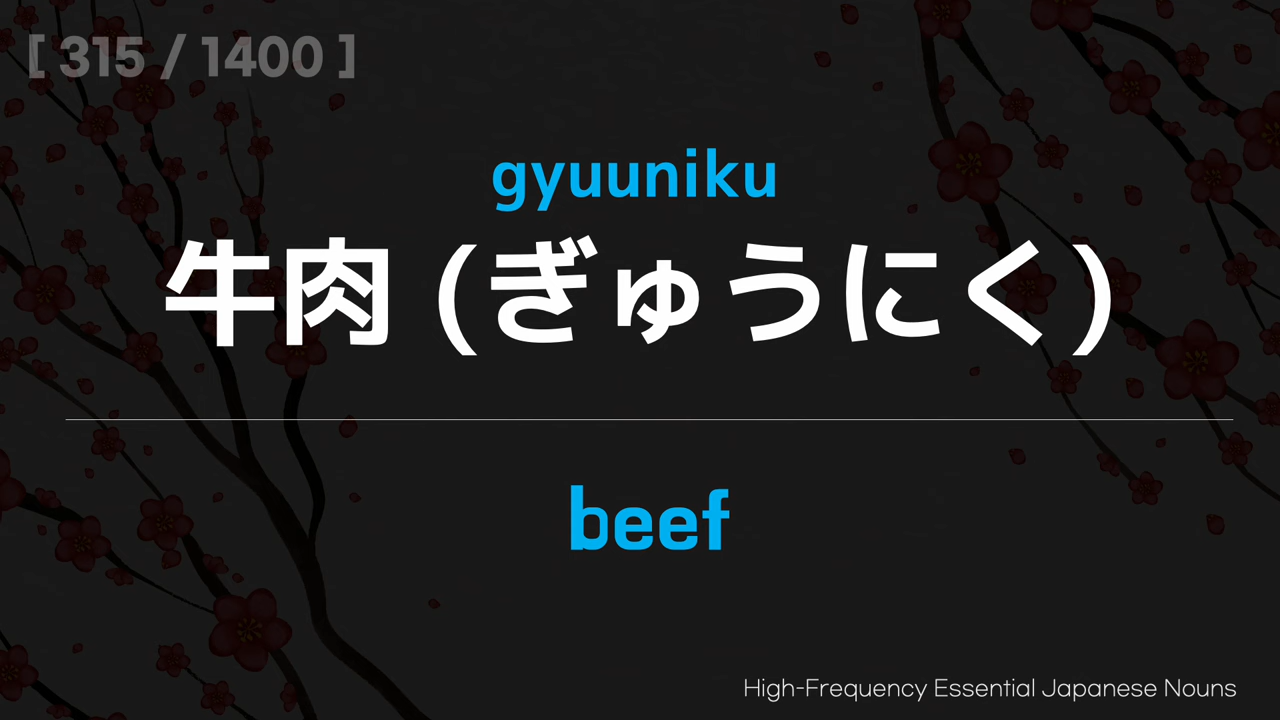 [ 315 / 1400 ]
gyuuniku
牛肉 (ぎゅうにく)
beef
High-Frequency Essential Japanese Nouns